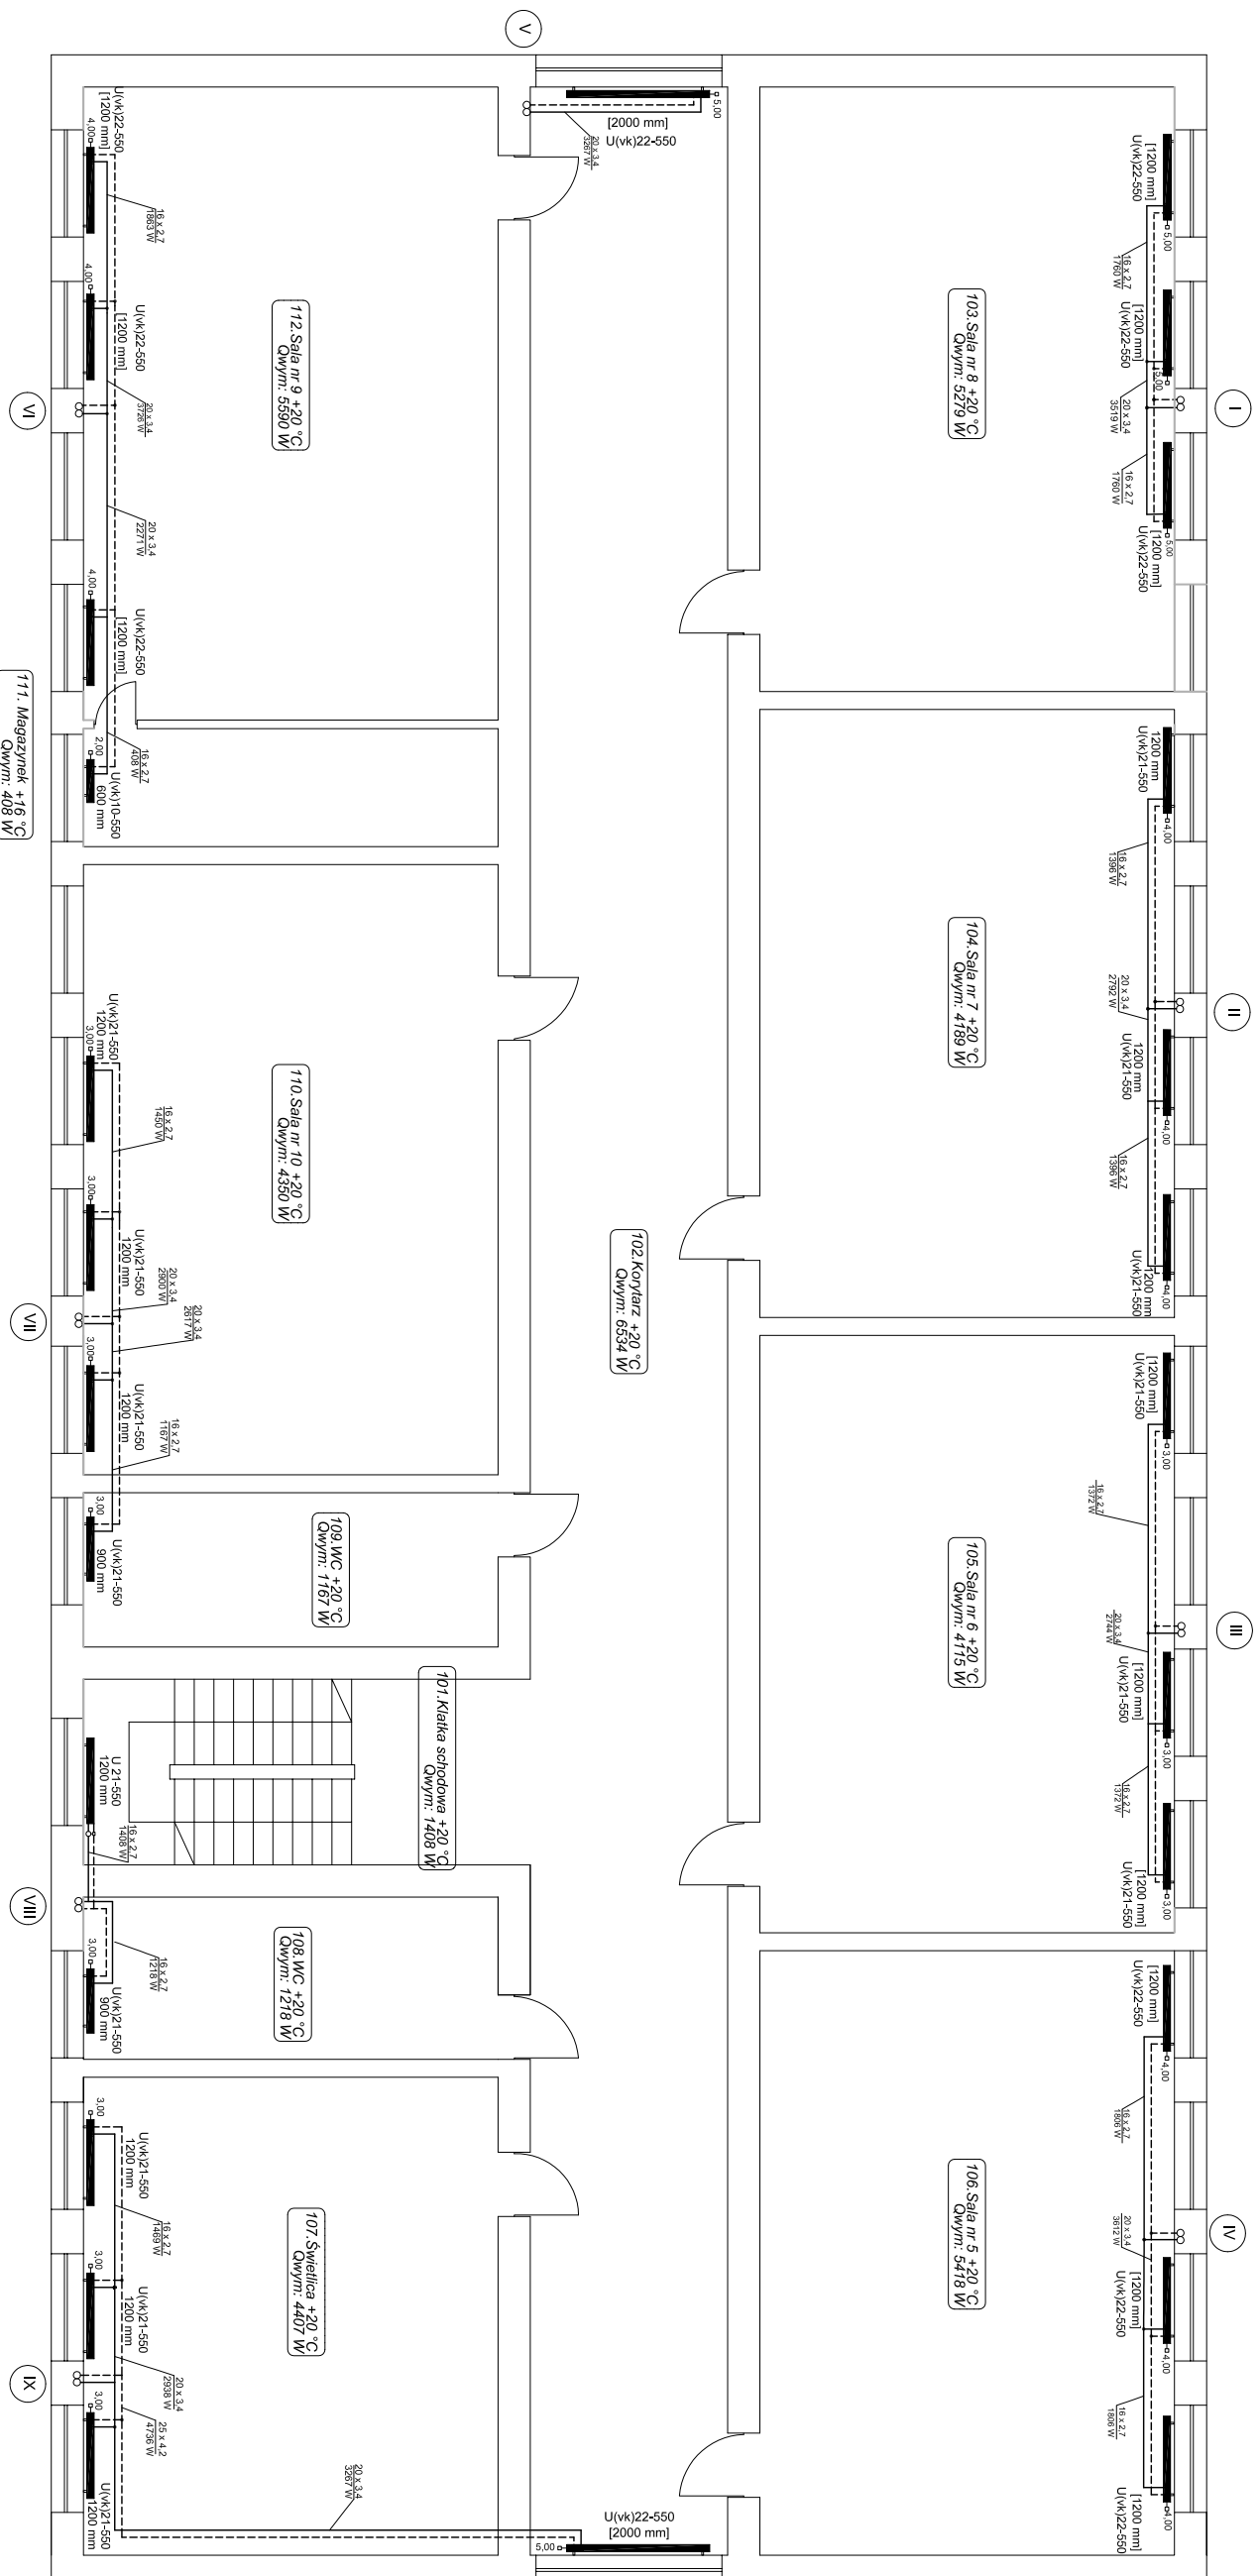 I
II
III
IV
V
VI
VII
VIII
IX
[1200 mm]
U(vk)22-550
5,00
16 x 2,7
1760 W
[1200 mm]
U(vk)22-550
5,00
20 x 3,4
3519 W
16 x 2,7
1760 W
[1200 mm]
U(vk)22-550
5,00
103.Sala nr 8 +20 °C
Qwym: 5279 W
1200 mm
U(vk)21-550
4,00
16 x 2,7
1396 W
20 x 3,4
2792 W
1200 mm
U(vk)21-550
4,00
16 x 2,7
1396 W
1200 mm
U(vk)21-550
4,00
104.Sala nr 7 +20 °C
Qwym: 4189 W
[1200 mm]
U(vk)21-550
3,00
16 x 2,7
1372 W
20 x 3,4
2744 W
[1200 mm]
U(vk)21-550
3,00
16 x 2,7
1372 W
[1200 mm]
U(vk)21-550
3,00
105.Sala nr 6 +20 °C
Qwym: 4115 W
[1200 mm]
U(vk)22-550
4,00
16 x 2,7
1806 W
20 x 3,4
3612 W
[1200 mm]
U(vk)22-550
4,00
16 x 2,7
1806 W
[1200 mm]
U(vk)22-550
4,00
106.Sala nr 5 +20 °C
Qwym: 5418 W
5,00
[2000 mm]
U(vk)22-550
20 x 3,4
3267 W
102.Korytarz +20 °C
Qwym: 6534 W
U(vk)22-550
[2000 mm]
5,00
20 x 3,4
3267 W
112.Sala nr 9 +20 °C
Qwym: 5590 W
U(vk)22-550
[1200 mm]
4,00
16 x 2,7
1863 W
U(vk)22-550
[1200 mm]
4,00
20 x 3,4
3726 W
20 x 3,4
2271 W
U(vk)22-550
[1200 mm]
4,00
16 x 2,7
408 W
U(vk)10-550
600 mm
2,00
111. Magazynek +16 °C
Qwym: 408 W
110.Sala nr 10 +20 °C
Qwym: 4350 W
U(vk)21-550
1200 mm
3,00
16 x 2,7
1450 W
U(vk)21-550
1200 mm
3,00
20 x 3,4
2900 W
20 x 3,4
2617 W
U(vk)21-550
1200 mm
3,00
16 x 2,7
1167 W
U(vk)21-550
900 mm
3,00
109.WC +20 °C
Qwym: 1167 W
101.Klatka schodowa +20 °C
Qwym: 1408 W
U 21-550
1200 mm
16 x 2,7
1408 W
108.WC +20 °C
Qwym: 1218 W
16 x 2,7
1218 W
U(vk)21-550
900 mm
3,00
107.Świetlica +20 °C
Qwym: 4407 W
3,00
U(vk)21-550
1200 mm
16 x 2,7
1469 W
3,00
U(vk)21-550
1200 mm
20 x 3,4
2938 W
25 x 4,2
4736 W
3,00
U(vk)21-550
1200 mm